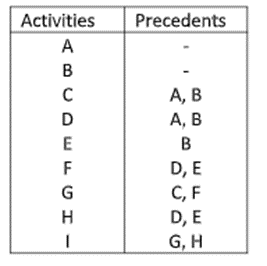 Activities Precedents
A -
B -
C A, B
D A, B
E B
F D, E
G C, F
H D, E
I G, H